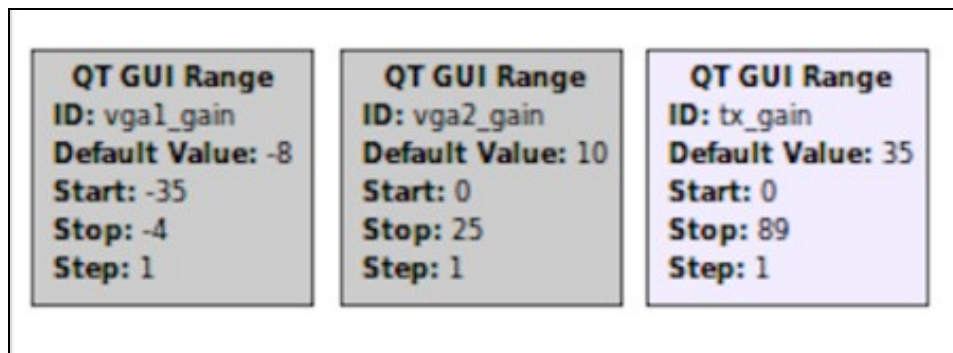 QT GUI Range
ID: vga1_gain
Default Value: -8
Start: -35
Stop: -4
Step: 1
QT GUI Range
ID: vga2_gain
Default Value: 10
Start: 0
Stop: 25
Step: 1
QT GUI Range
ID: tx_gain
Default Value: 35
Start: 0
Stop: 89
Step: 1